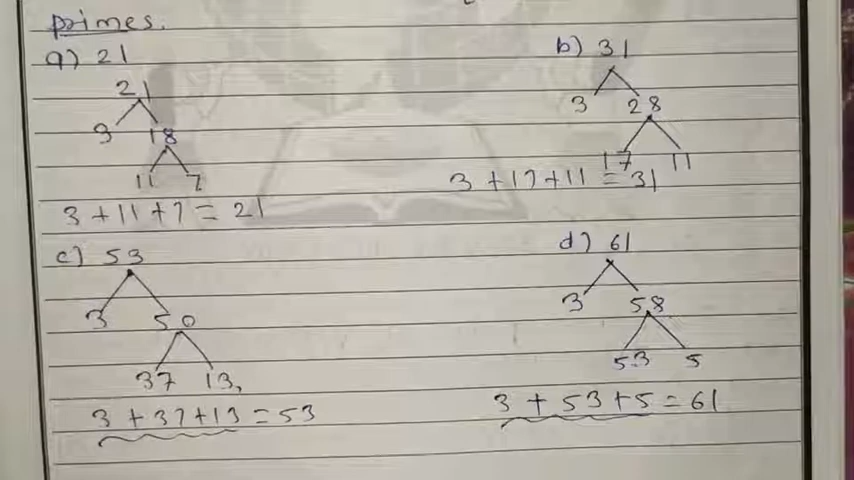 primes.
a) 21
21
3 18
11 7
3 + 11 + 7 = 21
b) 31
3 28
17 11
3 + 17 + 11 = 31
c) 53
3 50
37 13,
3 + 37 + 13 = 53
d) 61
3 58
53 5
3 + 53 + 5 = 61